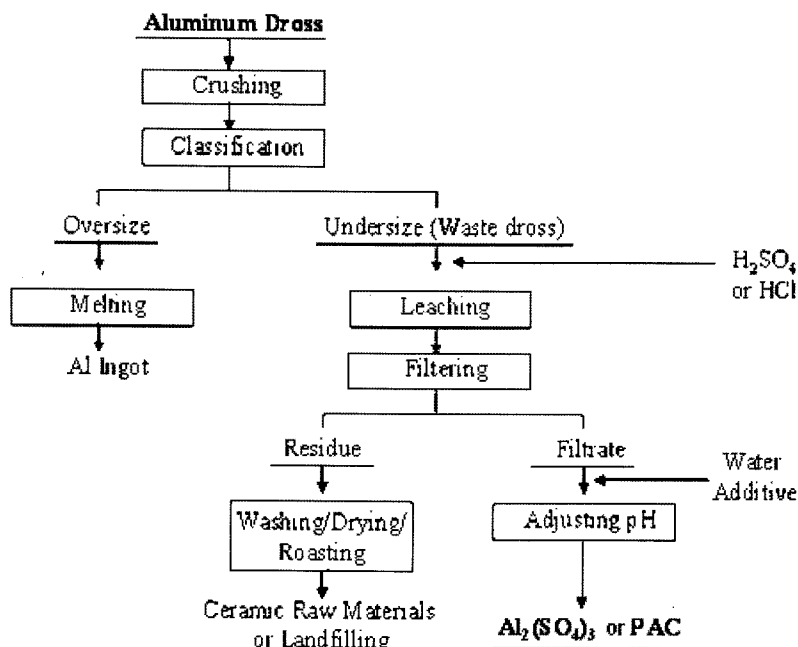 Aluminum Dross
Crushing
Classification
Oversize
Undersize (Waste dross)
H₂SO₄
or HCl
Melting
Leaching
Al Ingot
Filtering
Residue
Filtrate
Water
Additive
Washing/Drying/
Roasting
Adjusting pH
Ceramic Raw Materials
or Landfilling
Al₂(SO₄)₃ or PAC